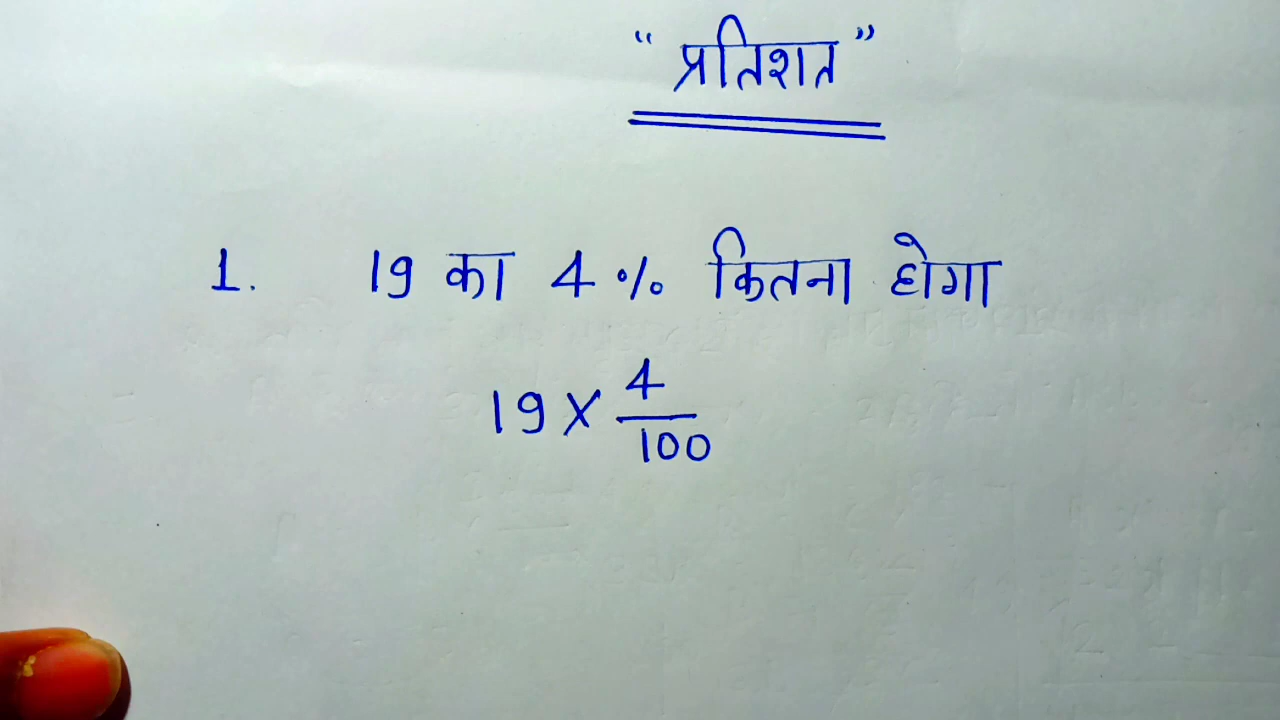 "प्रतिशत"
1. 19 का 4% कितना होगा
19 × 4/100